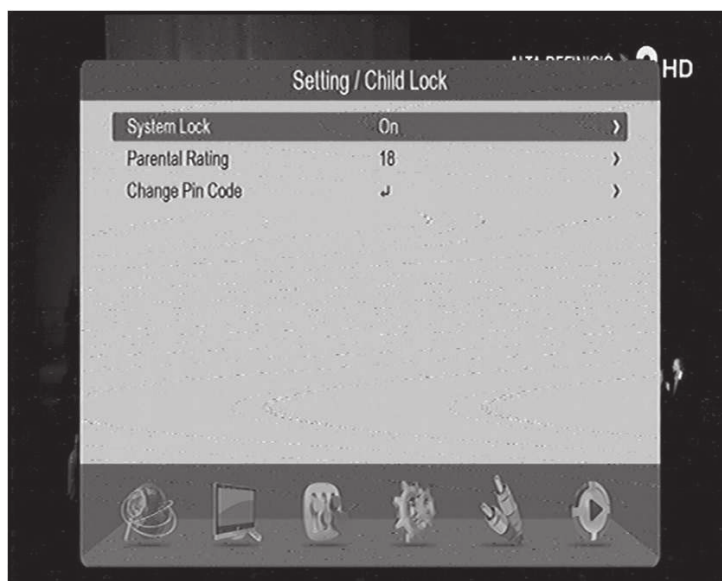 HD
Setting / Child Lock
System Lock On ›
Parental Rating 18 ›
Change Pin Code ↲ ›